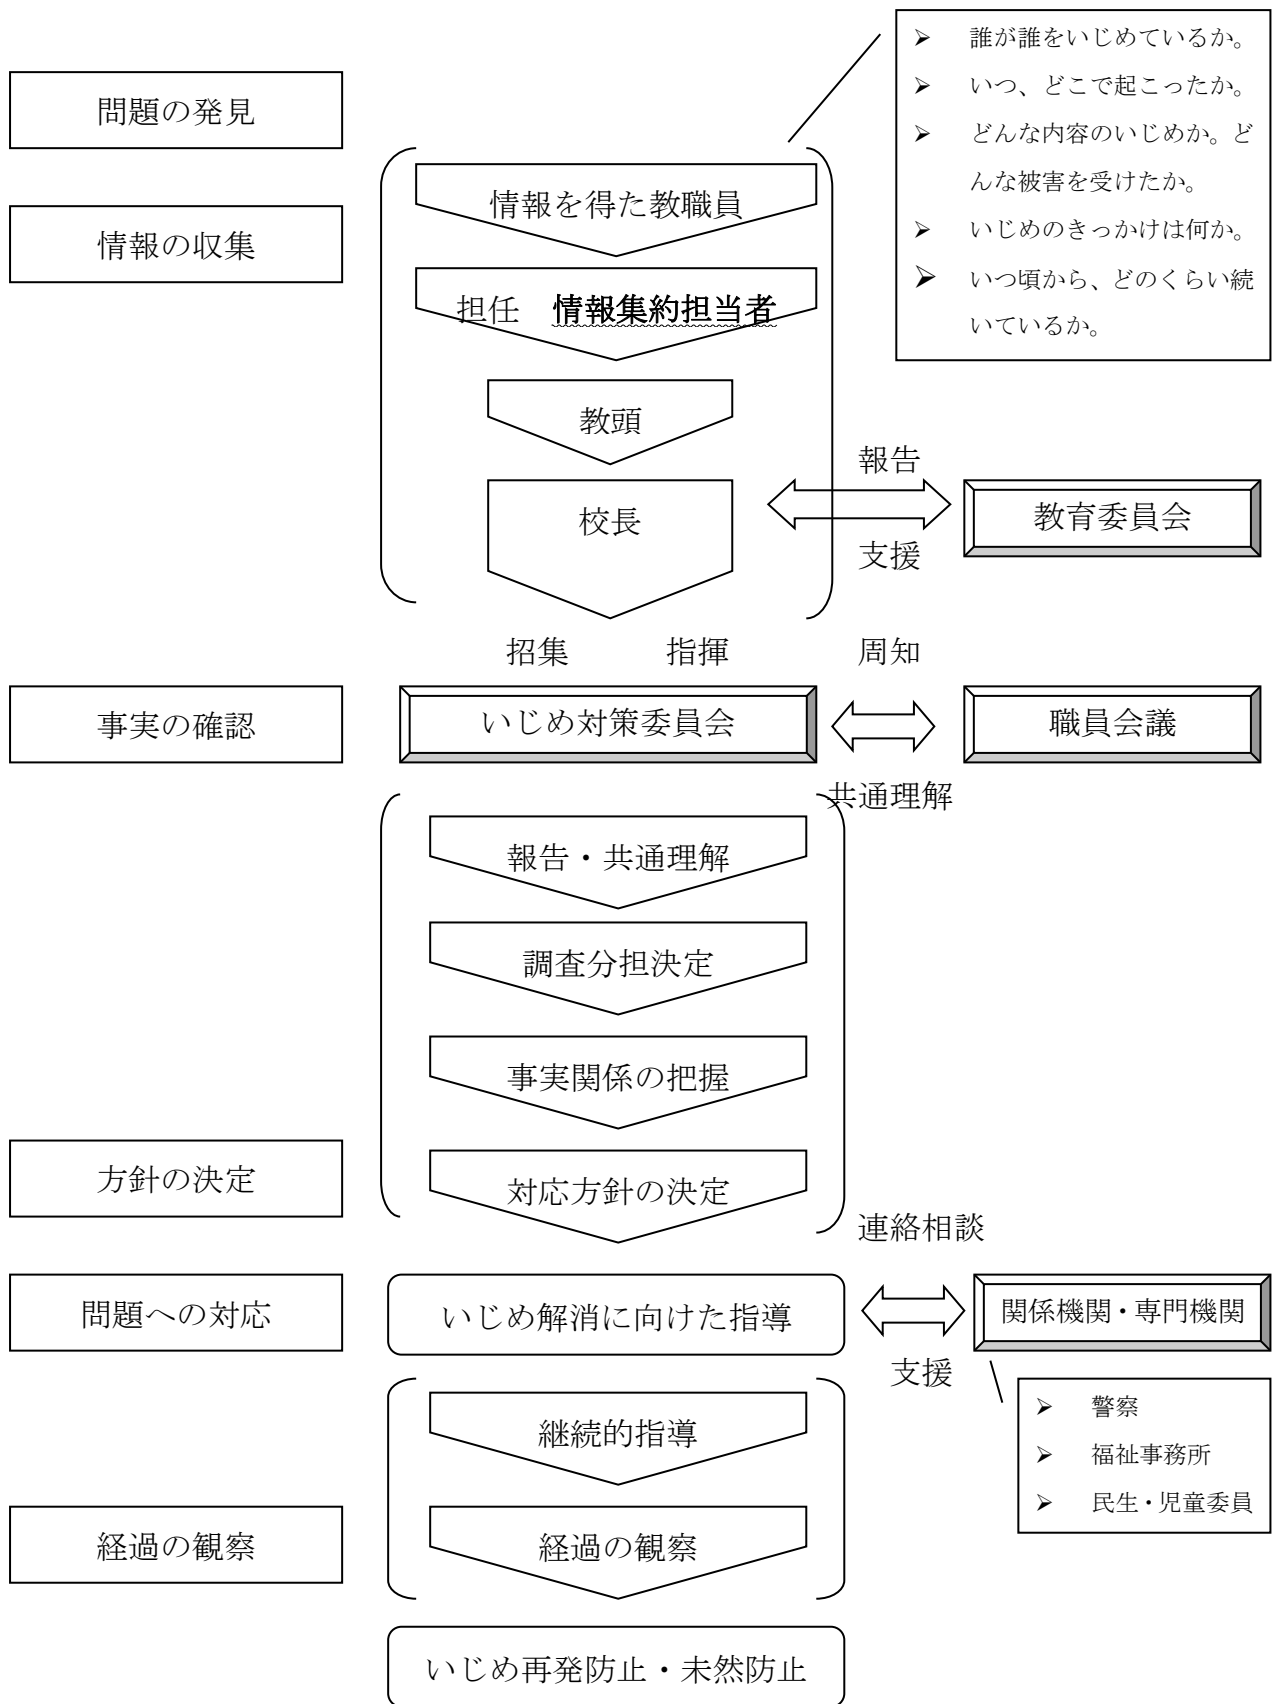 ➢ 誰が誰をいじめているか。
➢ いつ、どこで起こったか。
➢ どんな内容のいじめか。ど
んな被害を受けたか。
➢ いじめのきっかけは何か。
➢ いつ頃から、どのくらい続
いているか。
問題の発見
情報を得た教職員
情報の収集
担任 情報集約担当者
教頭
報告
校長
教育委員会
支援
招集 指揮 周知
事実の確認
いじめ対策委員会
職員会議
共通理解
報告・共通理解
調査分担決定
事実関係の把握
方針の決定
対応方針の決定
連絡相談
問題への対応
いじめ解消に向けた指導
関係機関・専門機関
支援
➢ 警察
➢ 福祉事務所
➢ 民生・児童委員
継続的指導
経過の観察
経過の観察
いじめ再発防止・未然防止